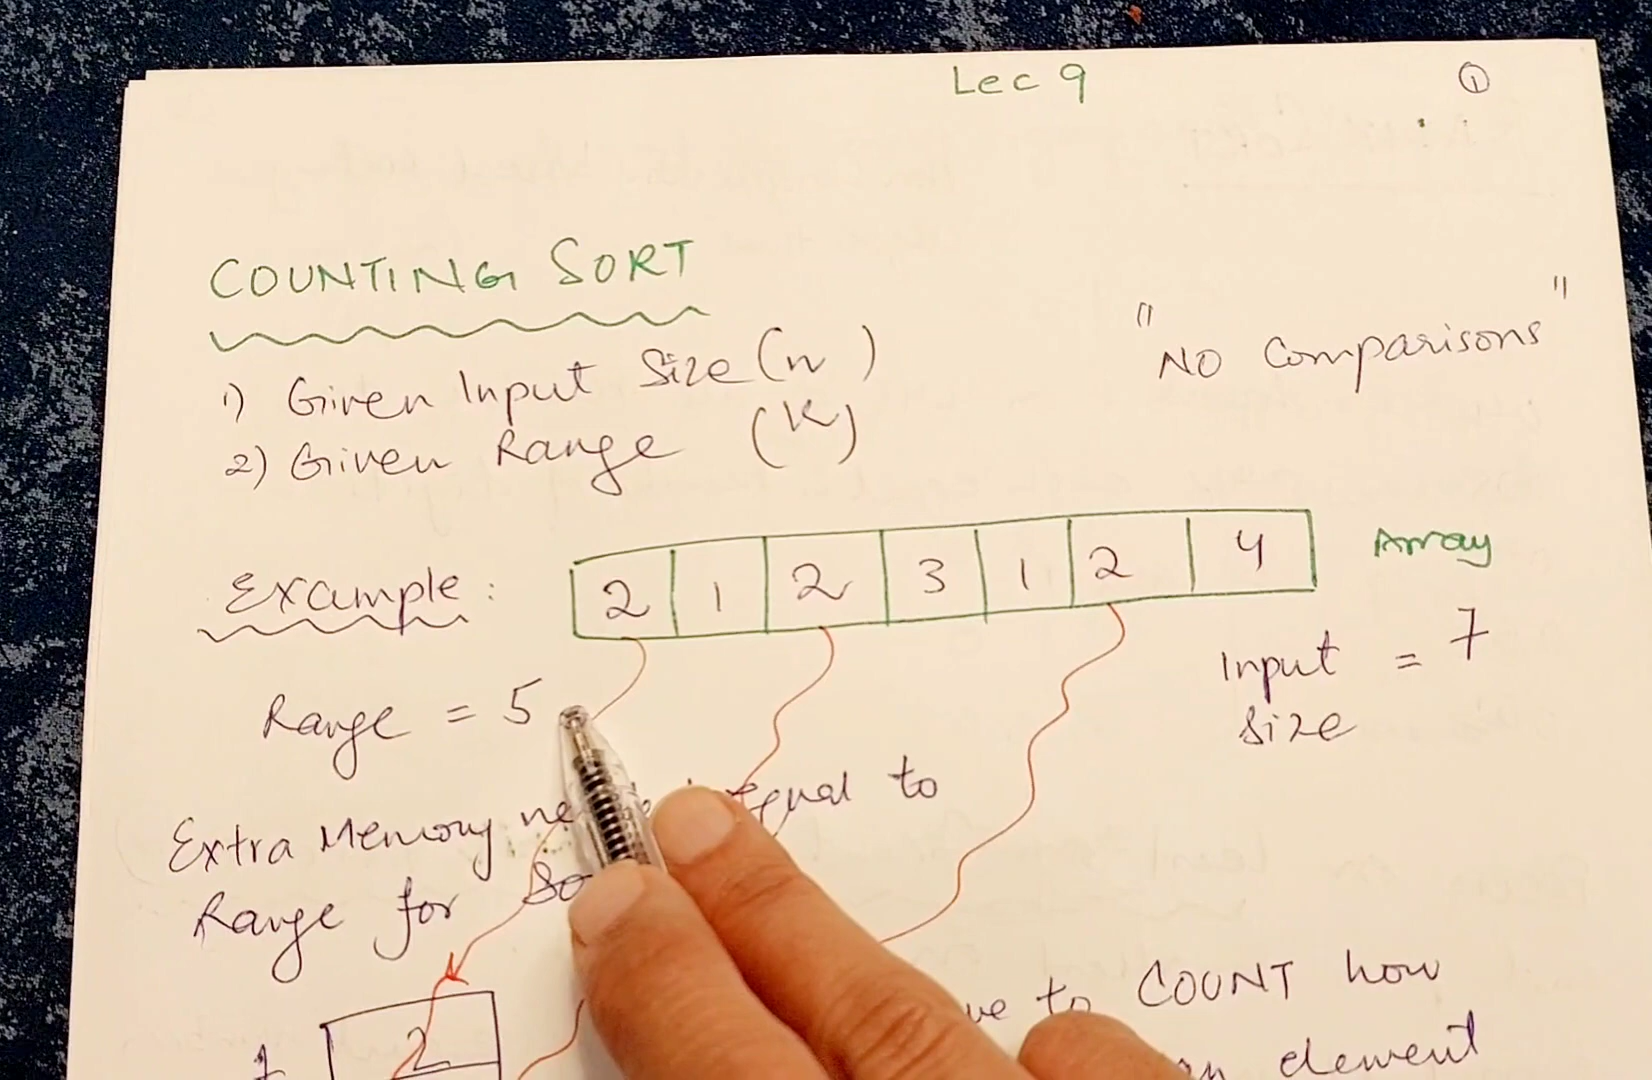 Lec 9
1
COUNTING SORT
1) Given Input Size (n)
2) Given Range (K)
"NO Comparisons"
Example :
2 1 2 3 1 2 4
Array
Range = 5
Input Size = 7
Extra Memory equal to
Range for
2
to COUNT how
element